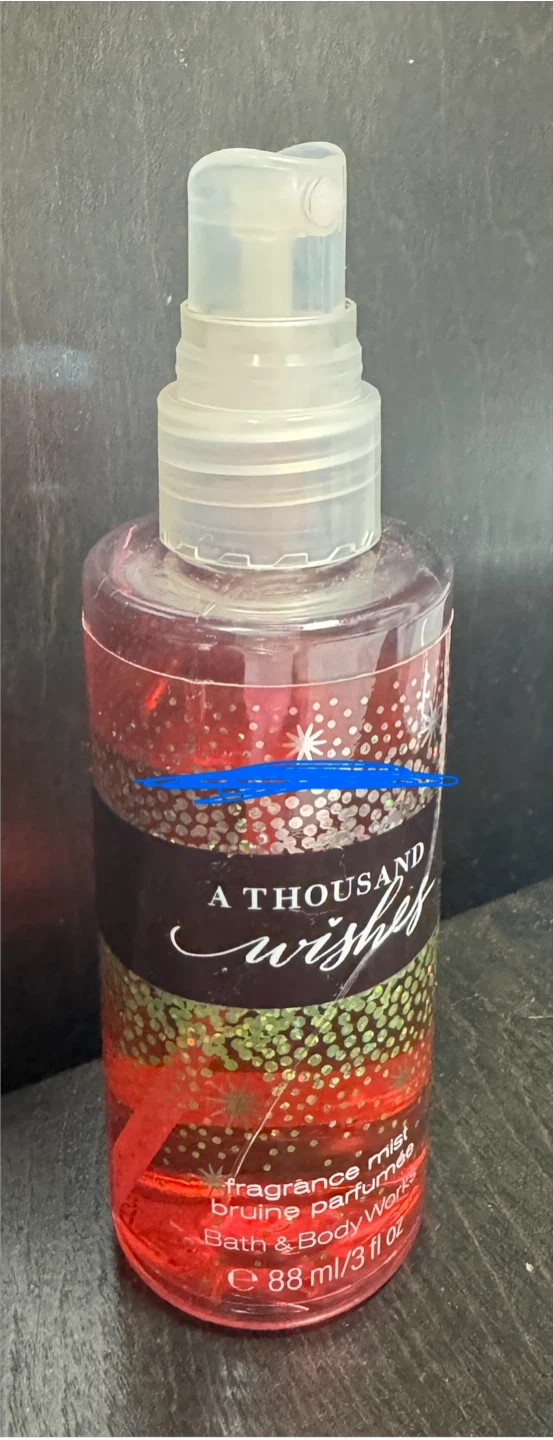 A THOUSAND
wishes
fragrance mist
bruine parfumée
Bath & Body Works
℮ 88 ml/3 fl oz